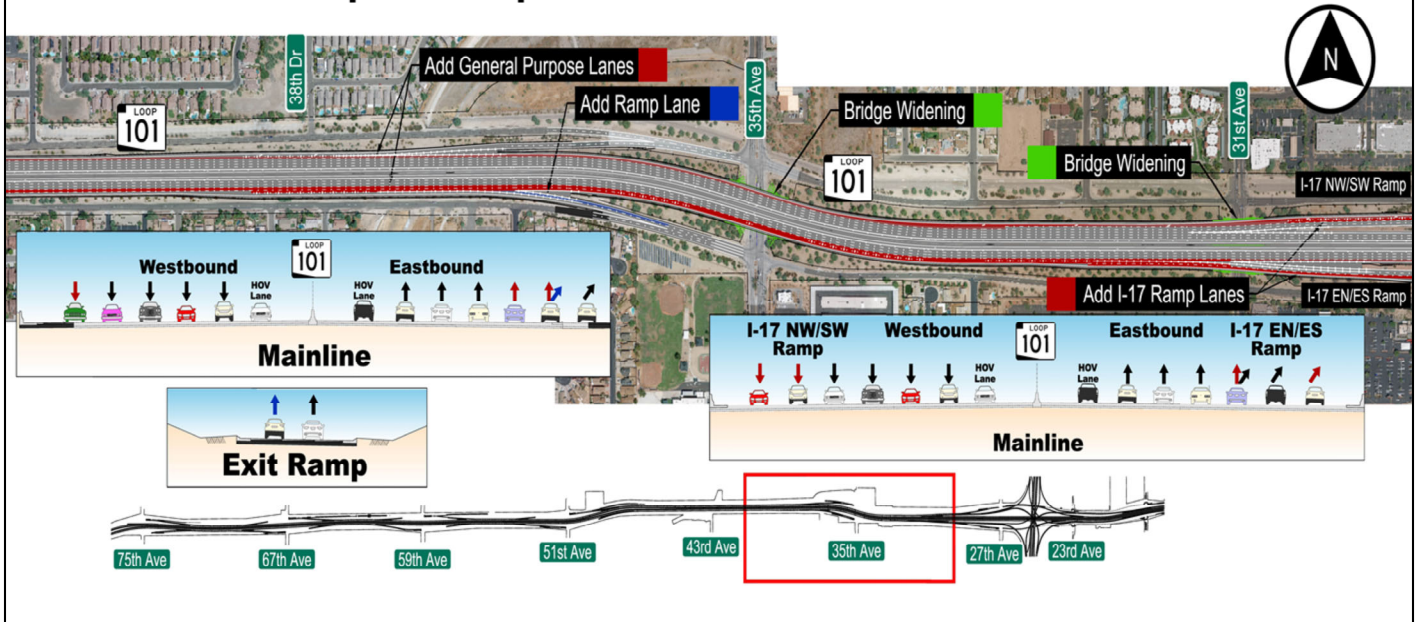 38th Dr
Add General Purpose Lanes
35th Ave
N
LOOP
101
Add Ramp Lane
Bridge Widening
31st Ave
LOOP
101
Bridge Widening
I-17 NW/SW Ramp
LOOP
101
Westbound
Eastbound
HOV
Lane
HOV
Lane
Mainline
Add I-17 Ramp Lanes
I-17 EN/ES Ramp
I-17 NW/SW
Ramp
Westbound
LOOP
101
Eastbound
I-17 EN/ES
Ramp
HOV
Lane
HOV
Lane
Mainline
Exit Ramp
75th Ave
67th Ave
59th Ave
51st Ave
43rd Ave
35th Ave
27th Ave
23rd Ave